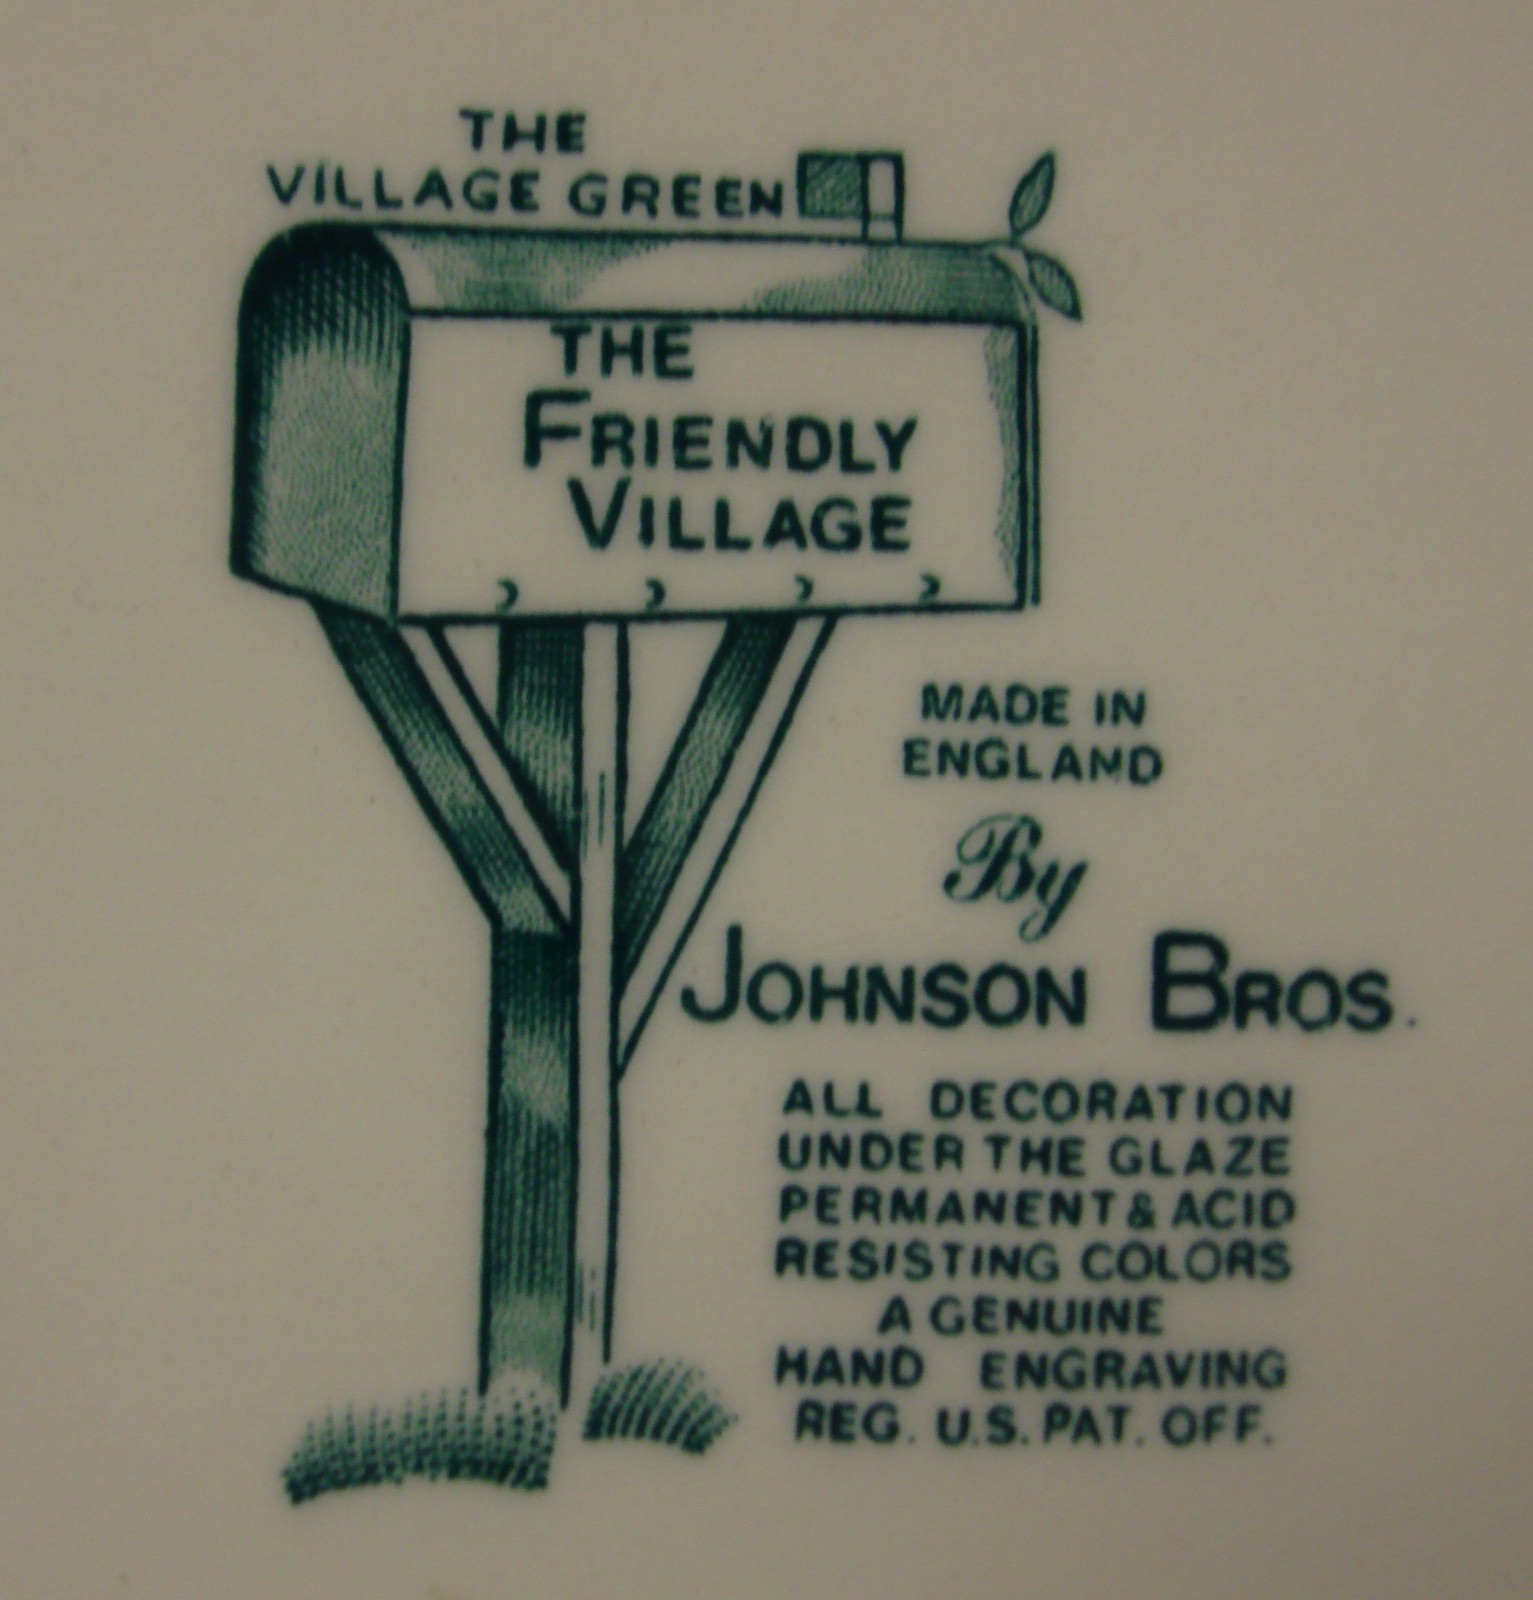 THE
VILLAGE GREEN
THE
FRIENDLY
VILLAGE
MADE IN
ENGLAND
By
JOHNSON BROS.
ALL DECORATION
UNDER THE GLAZE
PERMANENT & ACID
RESISTING COLORS
A GENUINE
HAND ENGRAVING
REG. U.S. PAT. OFF.